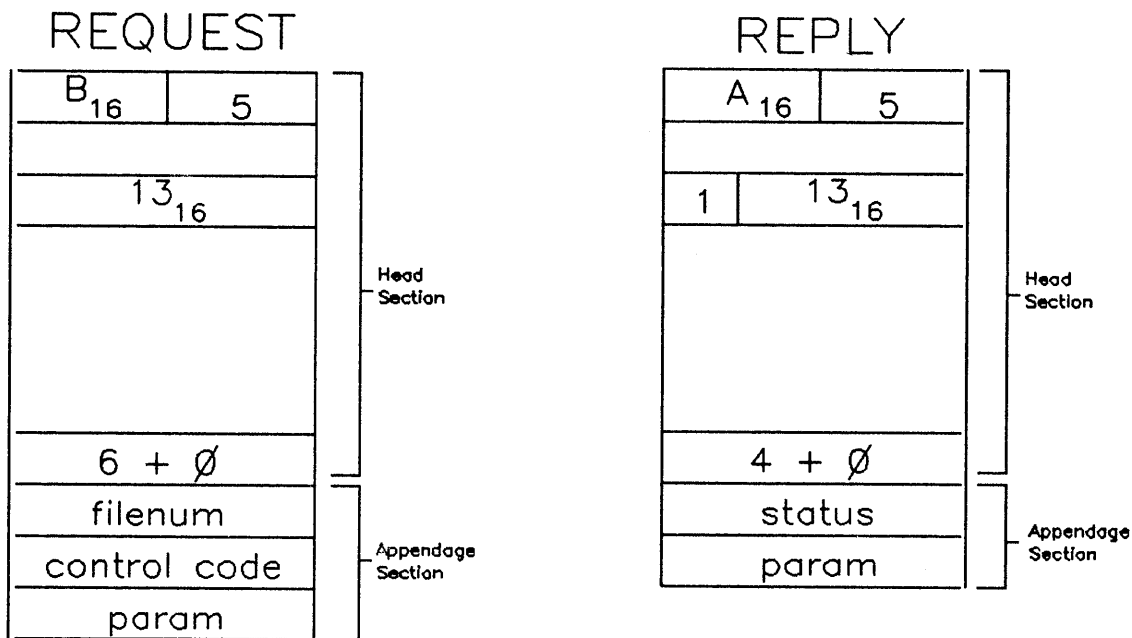 REQUEST
B16 5
1316
Head
Section
6 + Ø
filenum
control code
param
Appendage
Section
REPLY
A16 5
1 1316
Head
Section
4 + Ø
status
param
Appendage
Section